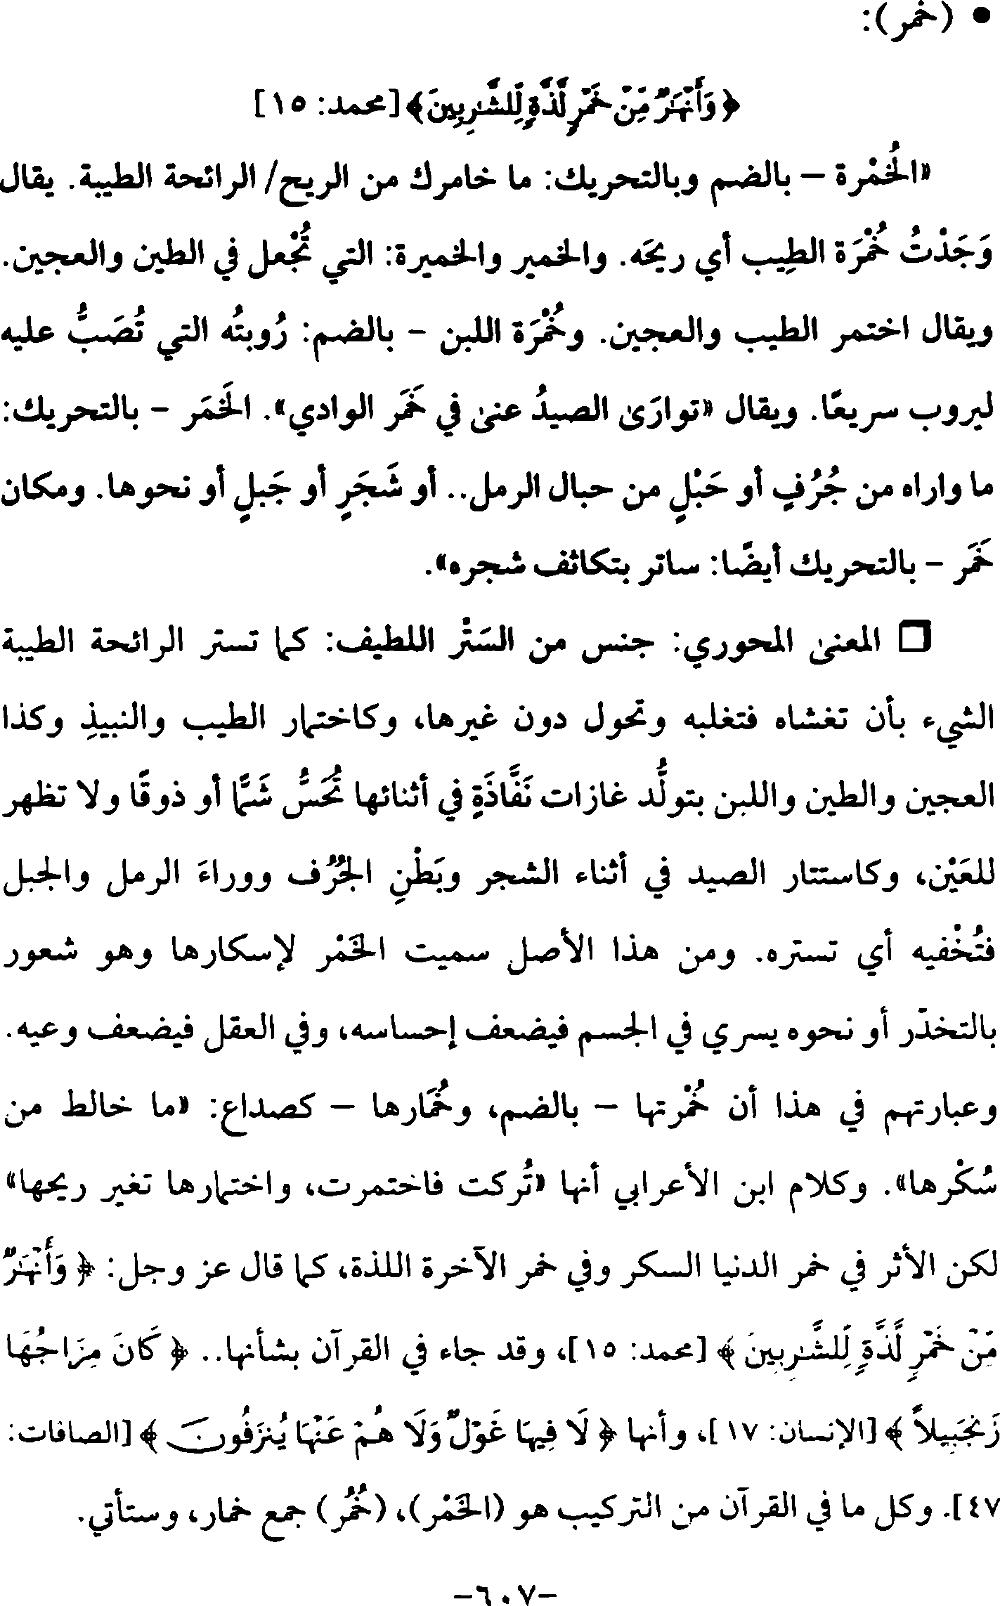 • (خمر):
﴿وَأَنْهَٰرٌ مِّنْ خَمْرٍ لَّذَّةٍ لِّلشَّٰرِبِينَ﴾ [محمد: ١٥]
«الخُمْرة – بالضم وبالتحريك: ما خامرك من الريح/ الرائحة الطيبة. يقال
وَجَدْتُ خُمْرَة الطِيب أي ريحَه. والخمير والخميرة: التي تُجْعل في الطين والعجين.
ويقال اختمر الطيب والعجين. وخُمْرَة اللبن – بالضم: رُوبتُه التي تُصَبُّ عليه
ليروب سريعًا. ويقال «توارَىٰ الصيدُ عنىٰ في خَمَر الوادي». الخَمَر – بالتحريك:
ما واراه من جُرُفٍ أو حَبْلٍ من حبال الرمل.. أو شَجَرٍ أو جَبلٍ أو نحوها. ومكان
خَمَر – بالتحريك أيضًا: ساتر بتكاثف شجره».
❒ المعنىٰ المحوري: جنس من السَتْر اللطيف: كما تستر الرائحة الطيبة
الشيء بأن تغشاه فتغلبه وتحول دون غيرها، وكاختمار الطيب والنبيذِ وكذا
العجين والطين واللبن بتولُّد غازات نَفَّاذَةٍ في أثنائها تُحَسُّ شَمًّا أو ذوقًا ولا تظهر
للعَيْن، وكاستتار الصيد في أثناء الشجر وبَطْنِ الجُرُف ووراءَ الرمل والجبل
فتُخْفيه أي تستره. ومن هذا الأصل سميت الخَمْر لإسكارها وهو شعور
بالتخدّر أو نحوه يسري في الجسم فيضعف إحساسه، وفي العقل فيضعف وعيه.
وعبارتهم في هذا أن خُمْرتها – بالضم، وخُمَارها – كصداع: «ما خالط من
سُكْرها». وكلام ابن الأعرابي أنها «تُركت فاختمرت، واختمارها تغير ريحها»
لكن الأثر في خمر الدنيا السكر وفي خمر الآخرة اللذة، كما قال عز وجل: ﴿وَأَنْهَٰرٌ
مِّنْ خَمْرٍ لَّذَّةٍ لِّلشَّٰرِبِينَ﴾ [محمد: ١٥]، وقد جاء في القرآن بشأنها.. ﴿كَانَ مِزَاجُهَا
زَنجَبِيلاً﴾ [الإنسان: ١٧]، وأنها ﴿لَا فِيهَا غَوْلٌ وَلَا هُمْ عَنْهَا يُنزَفُونَ﴾ [الصافات:
٤٧]. وكل ما في القرآن من التركيب هو (الخَمْر)، (خُمُر) جمع خمار، وستأتي.
-٦٠٧-